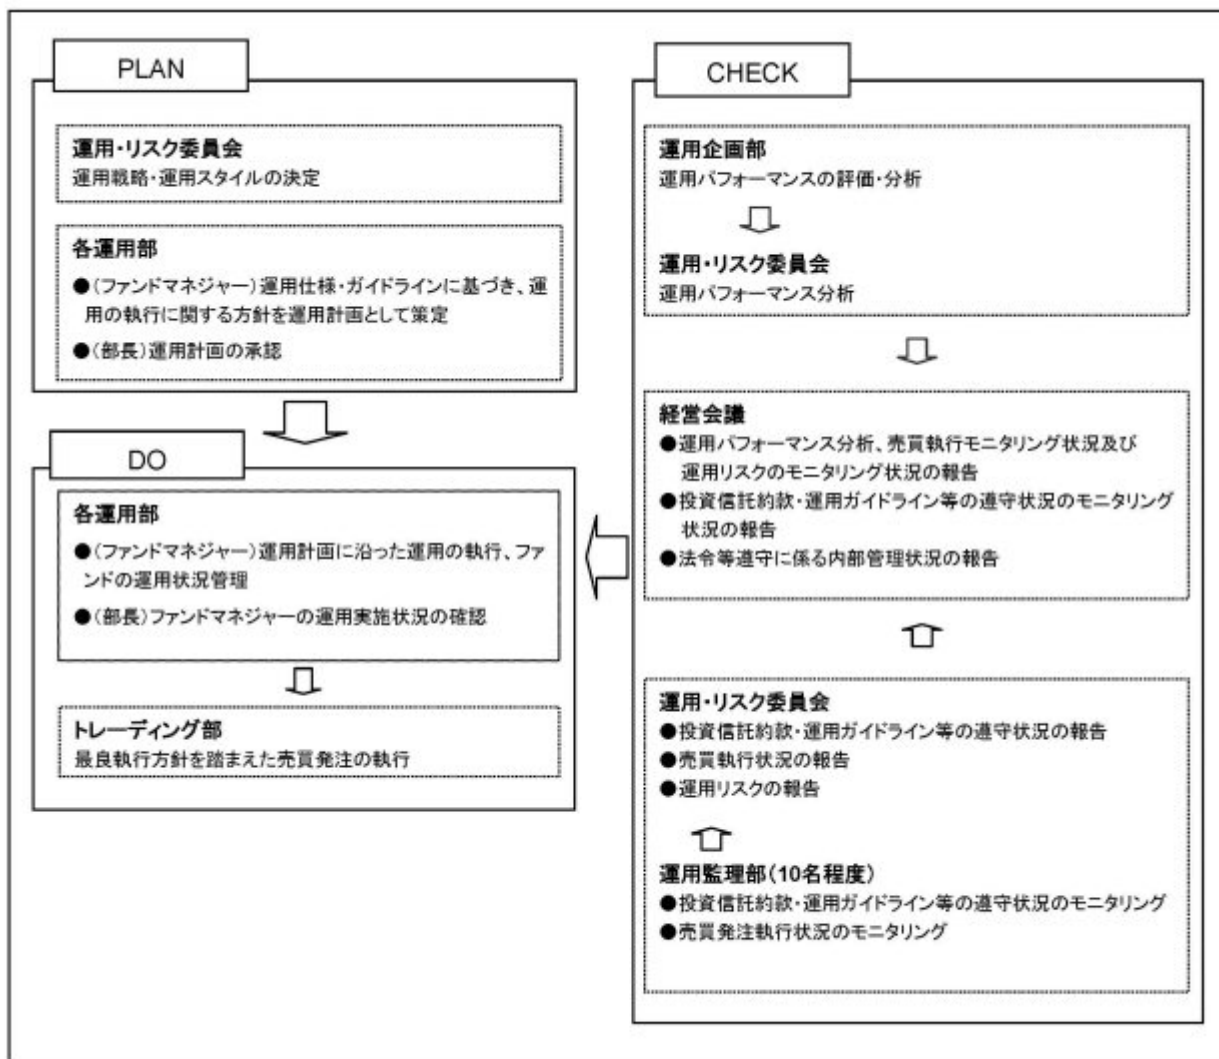 PLAN
運用・リスク委員会
運用戦略・運用スタイルの決定
各運用部
●(ファンドマネジャー)運用仕様・ガイドラインに基づき、運
用の執行に関する方針を運用計画として策定
●(部長)運用計画の承認
DO
各運用部
●(ファンドマネジャー)運用計画に沿った運用の執行、ファ
ンドの運用状況管理
●(部長)ファンドマネジャーの運用実施状況の確認
トレーディング部
最良執行方針を踏まえた売買発注の執行
CHECK
運用企画部
運用パフォーマンスの評価・分析
運用・リスク委員会
運用パフォーマンス分析
経営会議
●運用パフォーマンス分析、売買執行モニタリング状況及び
運用リスクのモニタリング状況の報告
●投資信託約款・運用ガイドライン等の遵守状況のモニタリング
状況の報告
●法令等遵守に係る内部管理状況の報告
運用・リスク委員会
●投資信託約款・運用ガイドライン等の遵守状況の報告
●売買執行状況の報告
●運用リスクの報告
運用監理部(10名程度)
●投資信託約款・運用ガイドライン等の遵守状況のモニタリング
●売買発注執行状況のモニタリング